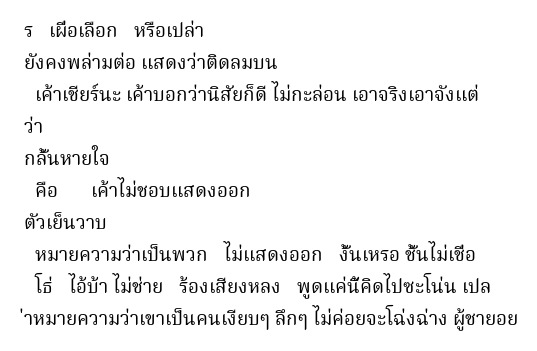 ร   เผื่อเลือก   หรือเปล่า
ยังคงพล่ามต่อ แสดงว่าติดลมบน
เค้าเชียร์นะ เค้าบอกว่านิสัยก็ดี ไม่กะล่อน เอาจริงเอาจังแต่
ว่า
กลั้นหายใจ
คือ      เค้าไม่ชอบแสดงออก
ตัวเย็นวาบ
หมายความว่าเป็นพวก   ไม่แสดงออก   งั้นเหรอ ชั้นไม่เชื่อ
โธ่   ไอ้บ้า ไม่ช่าย   ร้องเสียงหลง   พูดแค่นี้คิดไปซะโน่น เปล
่าหมายความว่าเขาเป็นคนเงียบๆ ลึกๆ ไม่ค่อยจะโฉ่งฉ่าง ผู้ชายอย